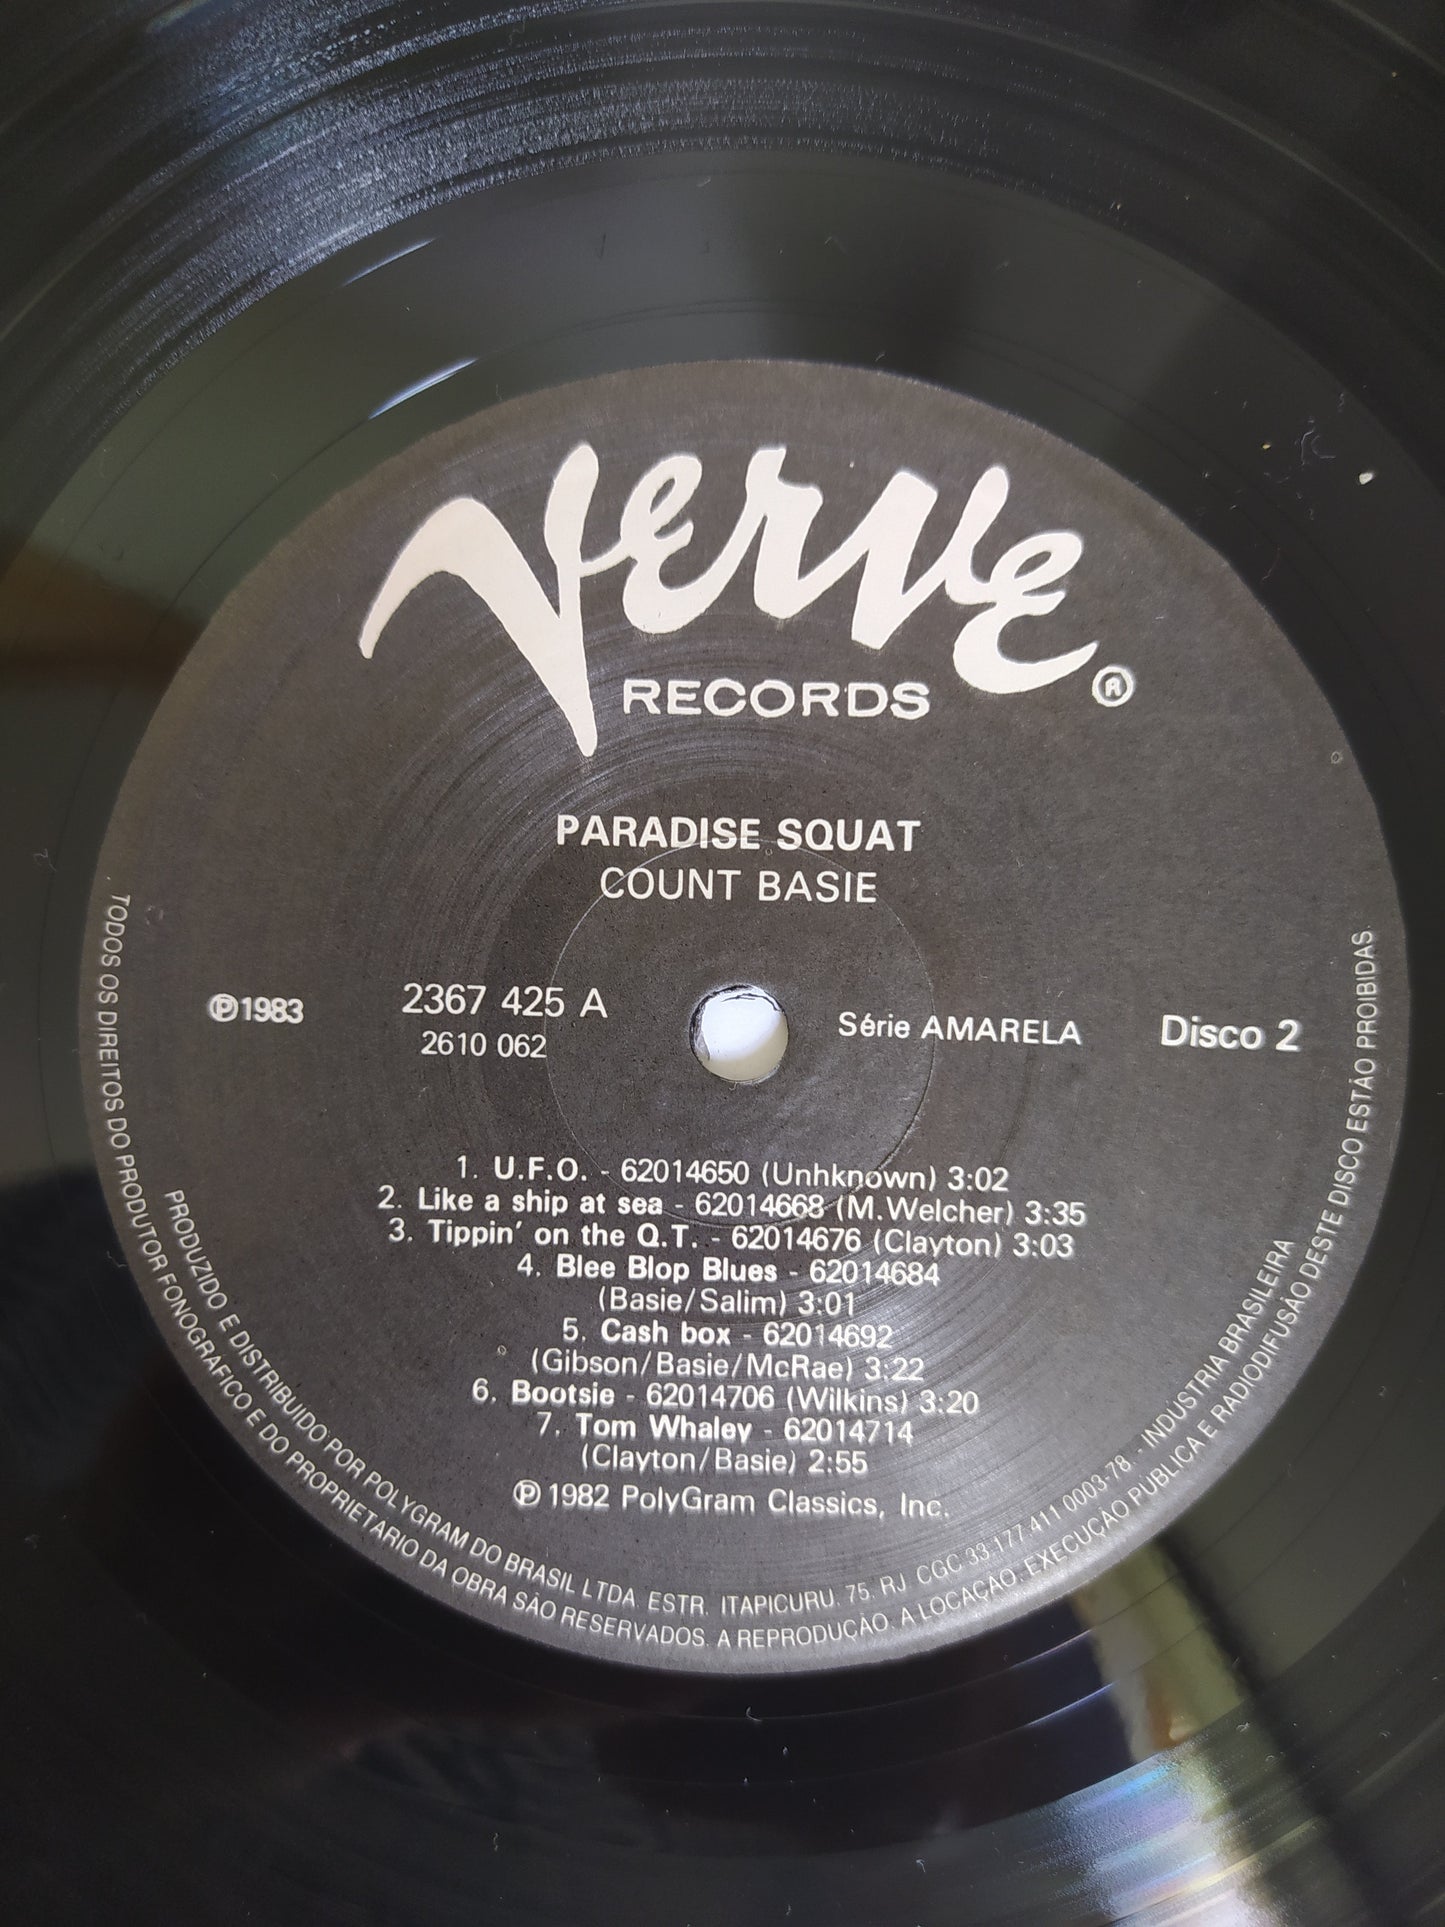 Verve
RECORDS ®
PARADISE SQUAT
COUNT BASIE
℗1983
2367 425 A
2610 062
Série AMARELA
Disco 2
1. U.F.O. - 62014650 (Unhknown) 3:02
2. Like a ship at sea - 62014668 (M.Welcher) 3:35
3. Tippin' on the Q.T. - 62014676 (Clayton) 3:03
4. Blee Blop Blues - 62014684
(Basie/Salim) 3:01
5. Cash box - 62014692
(Gibson/Basie/McRae) 3:22
6. Bootsie - 62014706 (Wilkins) 3:20
7. Tom Whaley - 62014714
(Clayton/Basie) 2:55
℗ 1982 PolyGram Classics, Inc.
PRODUZIDO E DISTRIBUIDO POR POLYGRAM DO BRASIL LTDA. ESTR. ITAPICURU. 75. RJ CGC 33.177.411 0003-78 - INDÚSTRIA BRASILEIRA
TODOS OS DIREITOS DO PRODUTOR FONOGRAFICO E DO PROPRIETARIO DA OBRA SÃO RESERVADOS. A REPRODUÇÃO. A LOCAÇÃO. EXECUÇÃO PUBLICA E RADIODIFUSÃO DESTE DISCO ESTÃO PROIBIDAS.